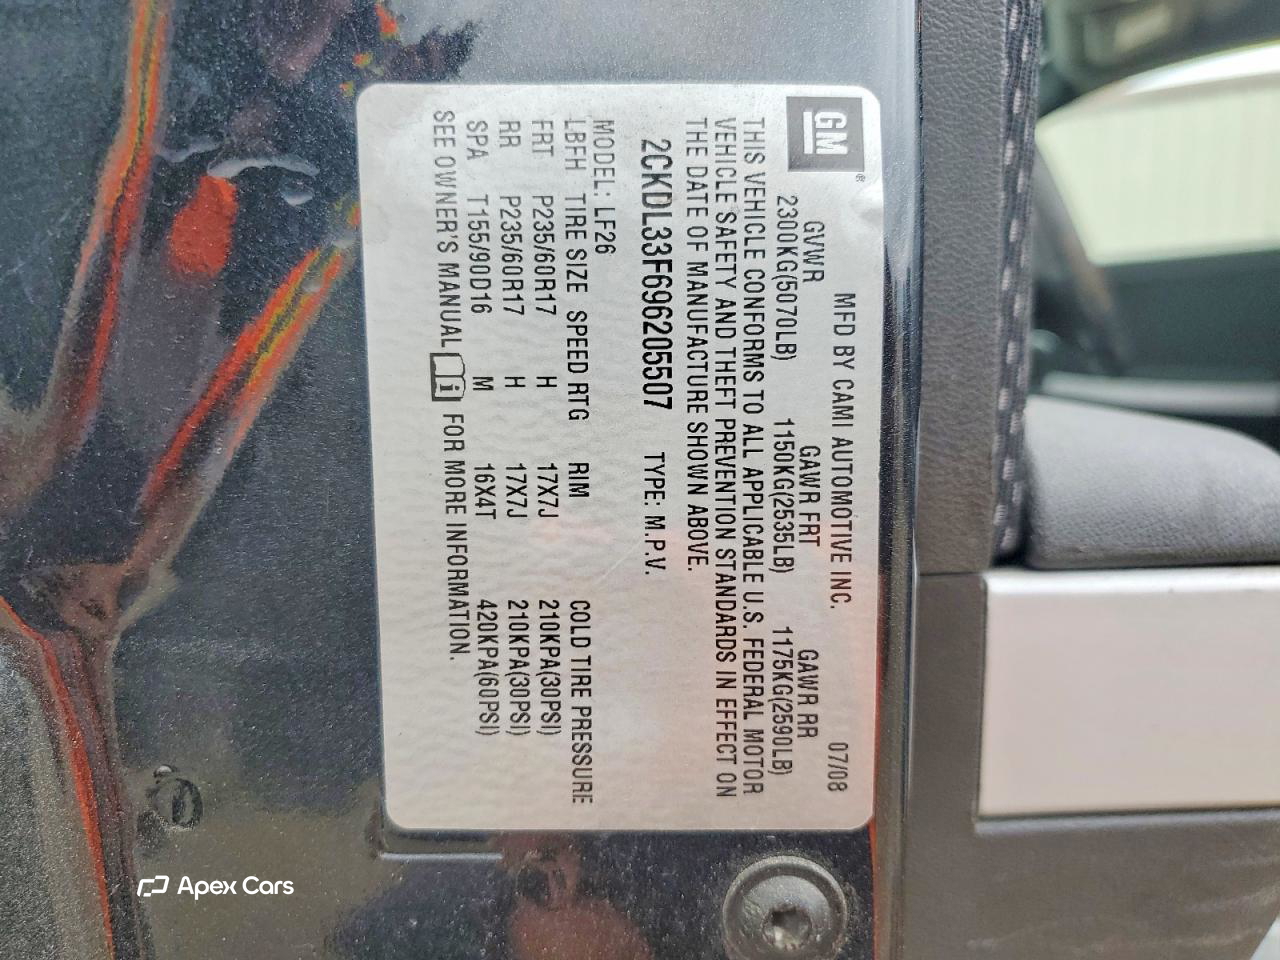 GM®
MFD BY CAMI AUTOMOTIVE INC. 07/08
GVWR GAWR FRT GAWR RR
2300KG(5070LB) 1150KG(2535LB) 1175KG(2590LB)
THIS VEHICLE CONFORMS TO ALL APPLICABLE U.S. FEDERAL MOTOR
VEHICLE SAFETY AND THEFT PREVENTION STANDARDS IN EFFECT ON
THE DATE OF MANUFACTURE SHOWN ABOVE.
2CKDL33F696205507 TYPE: M.P.V.
MODEL: LF26
LBFH TIRE SIZE SPEED RTG RIM COLD TIRE PRESSURE
FRT P235/60R17 H 17X7J 210KPA(30PSI)
RR P235/60R17 H 17X7J 210KPA(30PSI)
SPA T155/90D16 M 16X4T 420KPA(60PSI)
SEE OWNER'S MANUAL i FOR MORE INFORMATION.
Apex Cars